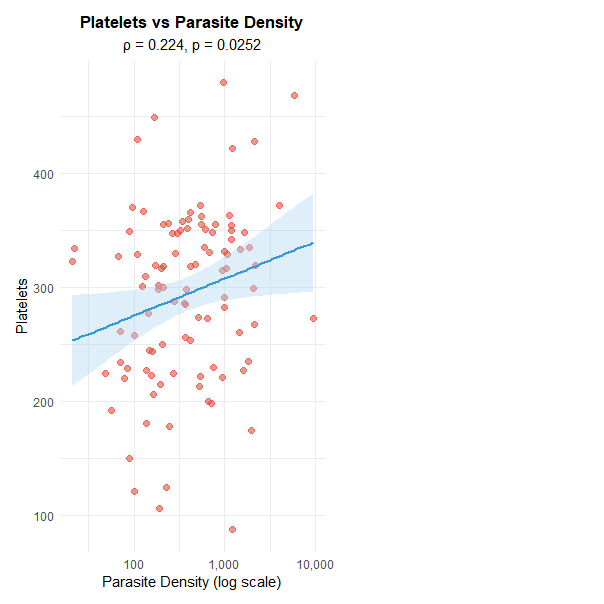 Platelets vs Parasite Density
ρ = 0.224, p = 0.0252
Platelets
400
300
200
100
100
1,000
10,000
Parasite Density (log scale)